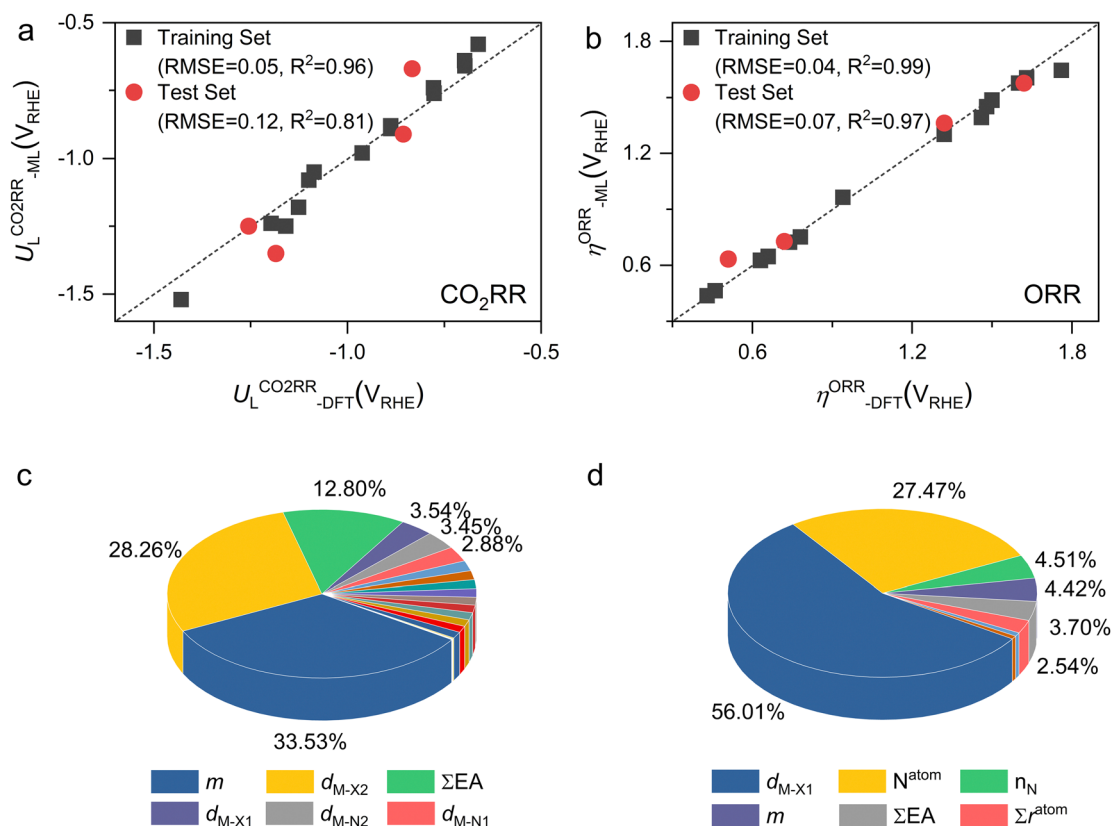 a
-0.5
-1.0
-1.5
U_L^CO2RR-ML(V_RHE)
Training Set
(RMSE=0.05, R²=0.96)
Test Set
(RMSE=0.12, R²=0.81)
CO₂RR
-1.5 -1.0 -0.5
U_L^CO2RR-DFT(V_RHE)
b
1.8
1.2
0.6
η^ORR-ML(V_RHE)
Training Set
(RMSE=0.04, R²=0.99)
Test Set
(RMSE=0.07, R²=0.97)
ORR
0.6 1.2 1.8
η^ORR-DFT(V_RHE)
c
12.80%
3.54%
3.45%
2.88%
28.26%
33.53%
m d_M-X2 ΣEA
d_M-X1 d_M-N2 d_M-N1
d
27.47%
4.51%
4.42%
3.70%
2.54%
56.01%
d_M-X1 N^atom n_N
m ΣEA Σr^atom